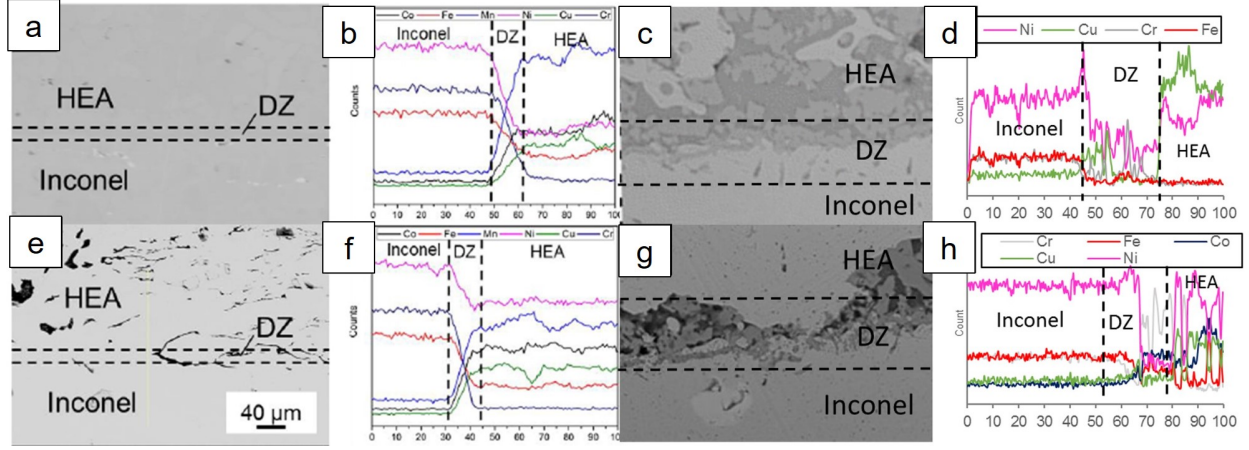 a
HEA
DZ
Inconel
b
Co Fe Mn Ni Cu Cr
Inconel DZ HEA
Counts
0 10 20 30 40 50 60 70 80 90 100
c
HEA
DZ
Inconel
d
Ni Cu Cr Fe
DZ
Inconel
HEA
Count
0 10 20 30 40 50 60 70 80 90 100
e
HEA
DZ
Inconel
40 µm
f
Co Fe Mn Ni Cu Cr
Inconel DZ HEA
Counts
0 10 20 30 40 50 60 70 80 90 10
g
HEA
DZ
Inconel
h
Cr Fe Co
Cu Ni
HEA
Inconel DZ
Count
0 10 20 30 40 50 60 70 80 90 100